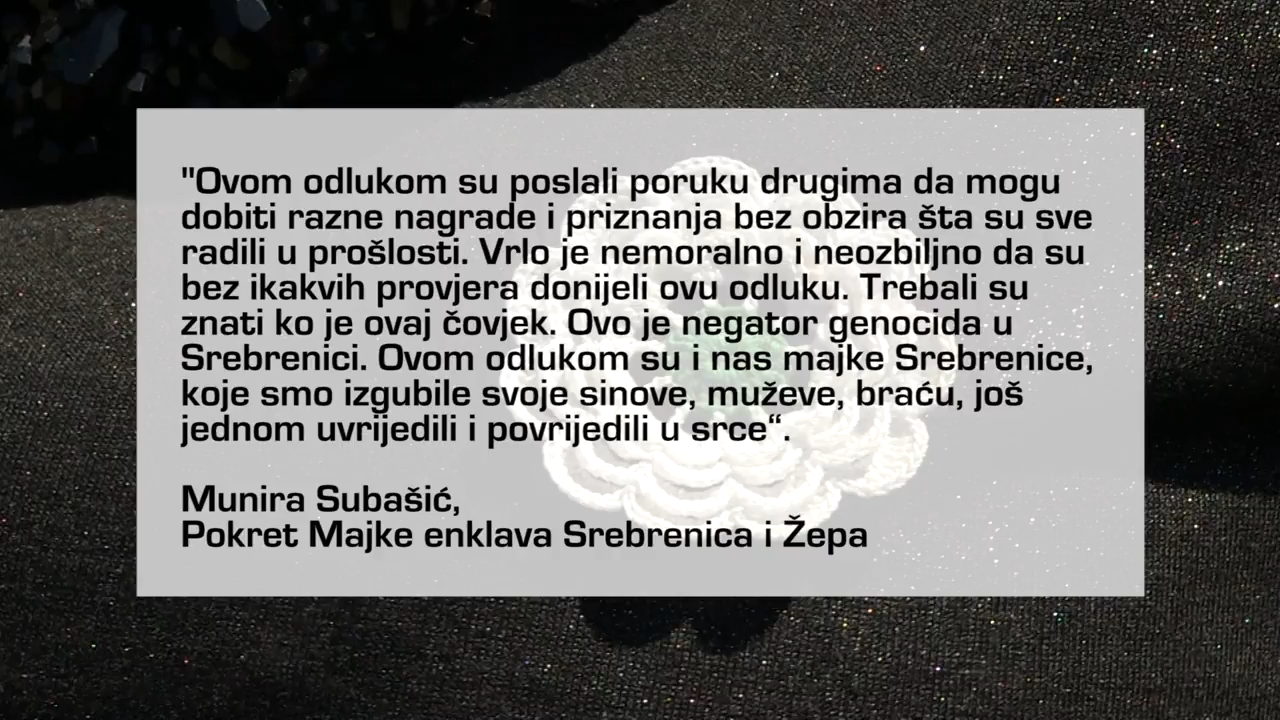 "Ovom odlukom su poslali poruku drugima da mogu
dobiti razne nagrade i priznanja bez obzira šta su sve
radili u prošlosti. Vrlo je nemoralno i neozbiljno da su
bez ikakvih provjera donijeli ovu odluku. Trebali su
znati ko je ovaj čovjek. Ovo je negator genocida u
Srebrenici. Ovom odlukom su i nas majke Srebrenice,
koje smo izgubile svoje sinove, muževe, braću, još
jednom uvrijedili i povrijedili u srce“.
Munira Subašić,
Pokret Majke enklava Srebrenica i Žepa